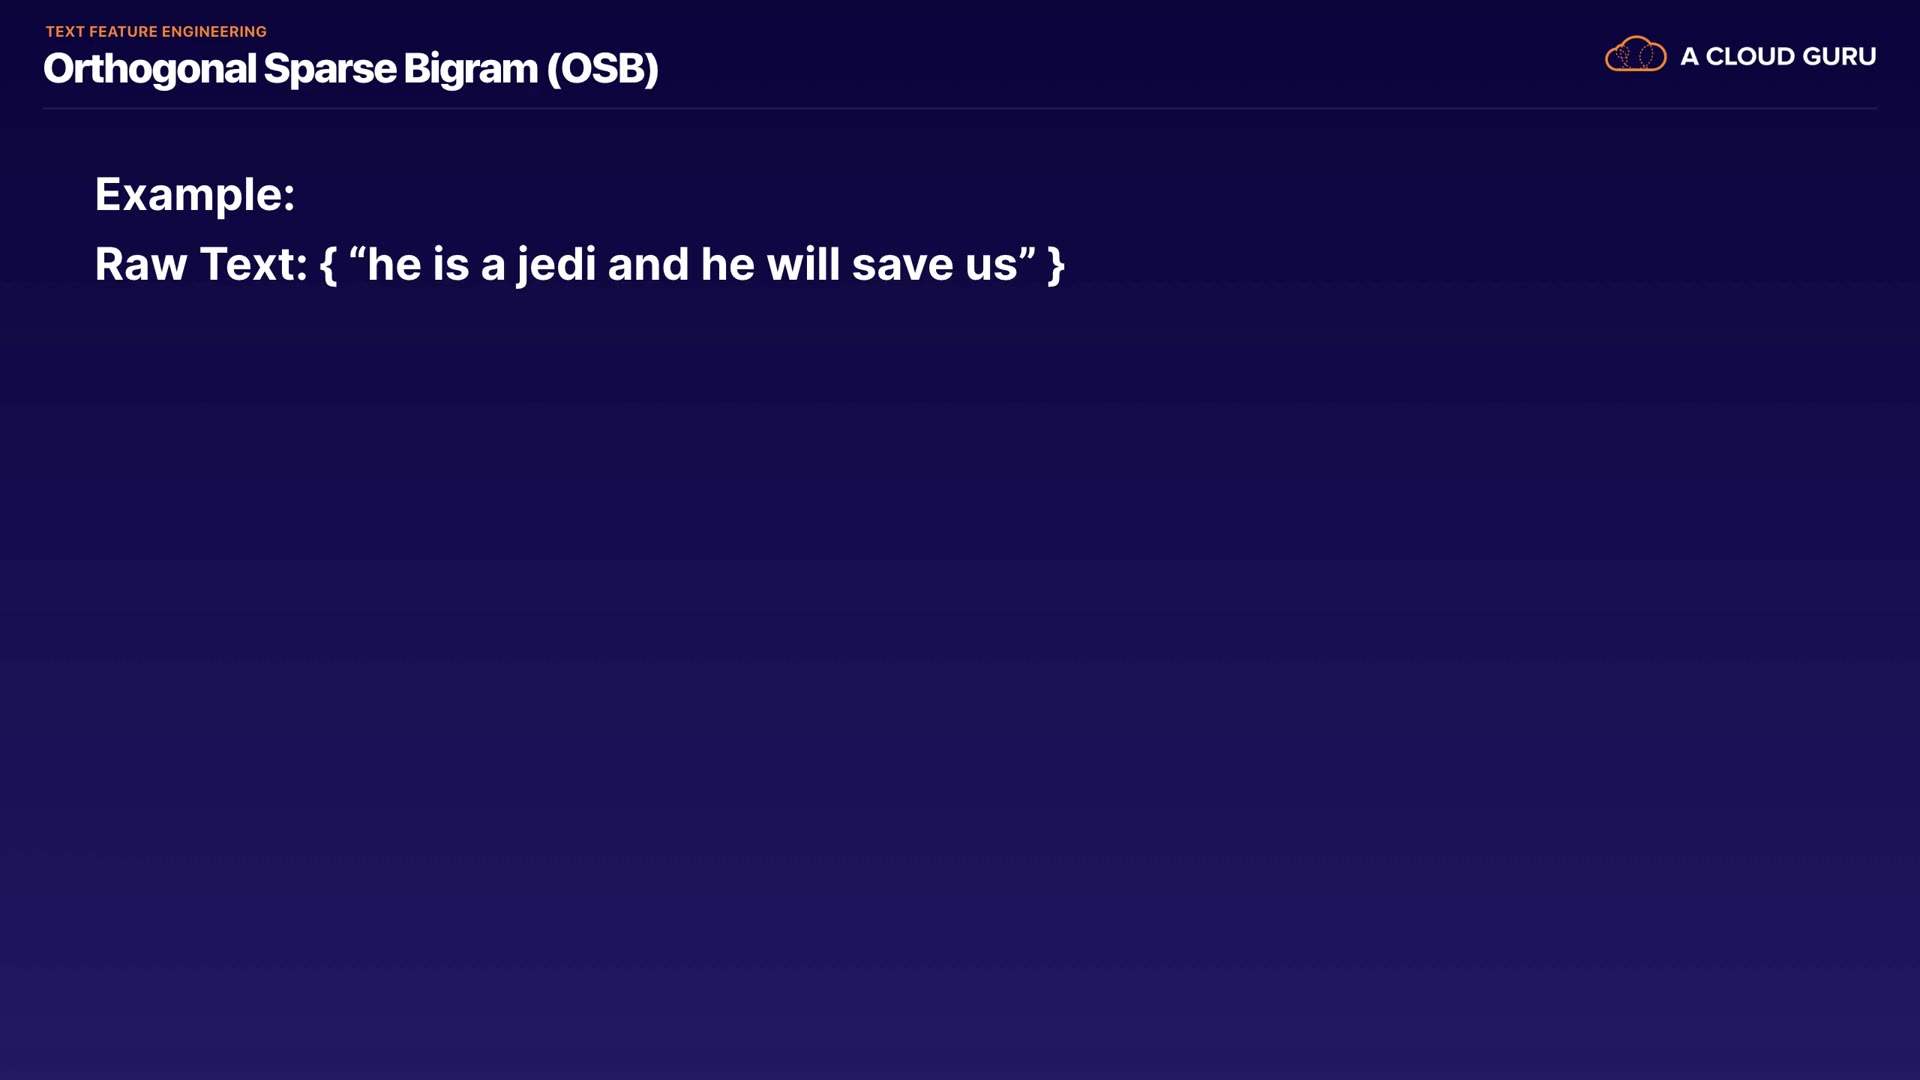 TEXT FEATURE ENGINEERING
Orthogonal Sparse Bigram (OSB)
A CLOUD GURU
Example:
Raw Text: { “he is a jedi and he will save us” }